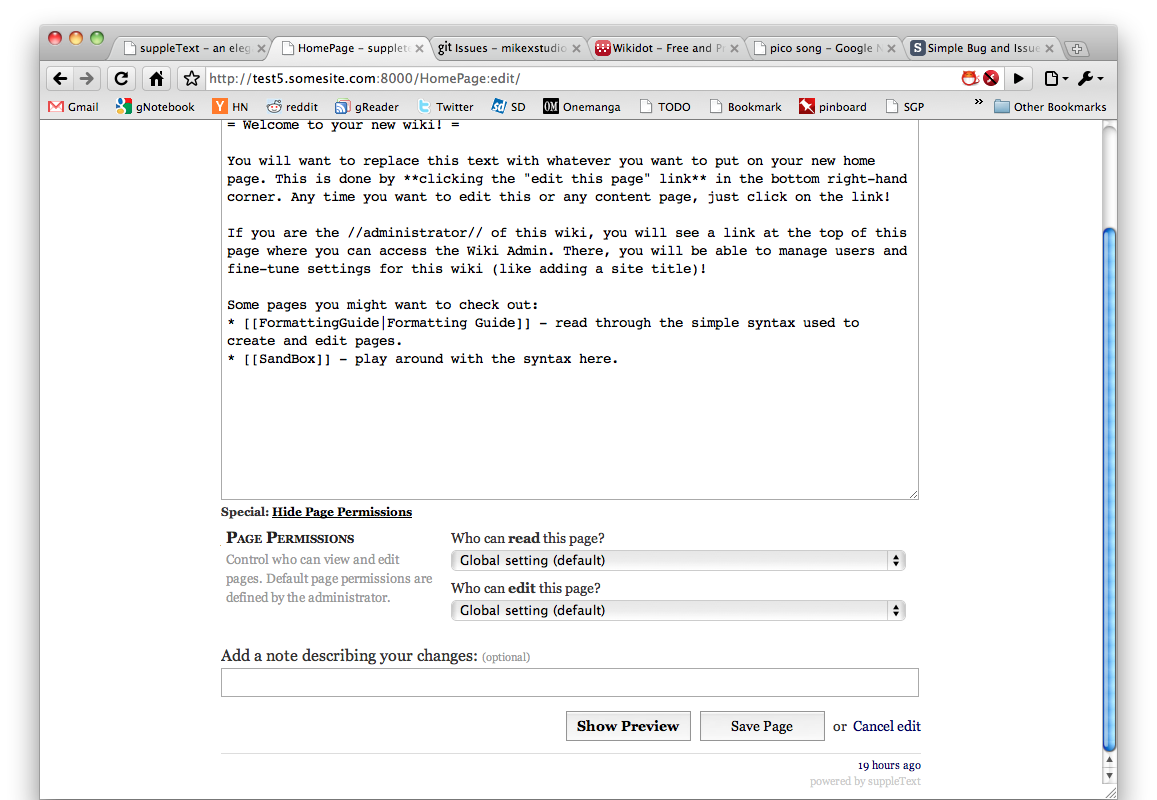 suppleText – an eleg
HomePage – supplete
git Issues – mikexstudio
Wikidot – Free and P
pico song – Google N
S Simple Bug and Issue
http://test5.somesite.com:8000/HomePage:edit/
Gmail gNotebook Y HN reddit gReader Twitter SD OM Onemanga TODO Bookmark pinboard SGP » Other Bookmarks
= Welcome to your new wiki! =
You will want to replace this text with whatever you want to put on your new home
page. This is done by **clicking the "edit this page" link** in the bottom right-hand
corner. Any time you want to edit this or any content page, just click on the link!
If you are the //administrator// of this wiki, you will see a link at the top of this
page where you can access the Wiki Admin. There, you will be able to manage users and
fine-tune settings for this wiki (like adding a site title)!
Some pages you might want to check out:
* [[FormattingGuide|Formatting Guide]] – read through the simple syntax used to
create and edit pages.
* [[SandBox]] – play around with the syntax here.
Special: Hide Page Permissions
Page Permissions
Control who can view and edit
pages. Default page permissions are
defined by the administrator.
Who can read this page?
Global setting (default)
Who can edit this page?
Global setting (default)
Add a note describing your changes: (optional)
Show Preview Save Page or Cancel edit
19 hours ago
powered by suppleText